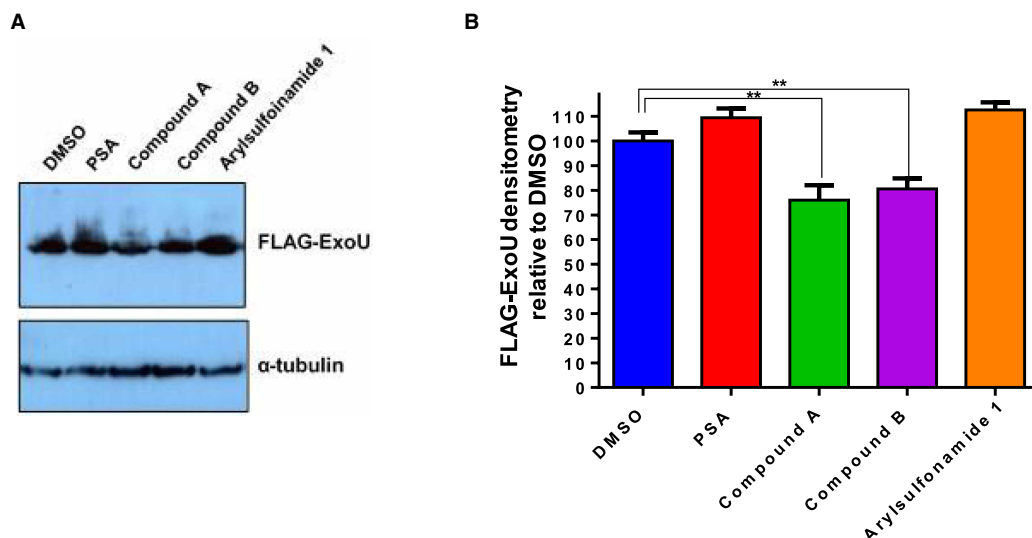 A
DMSO
PSA
Compound A
Compound B
Arylsulfoinamide 1
FLAG-ExoU
α-tubulin
B
FLAG-ExoU densitometry
relative to DMSO
**
**
110
100
90
80
70
60
50
40
30
20
10
0
DMSO
PSA
Compound A
Compound B
Arylsulfonamide 1